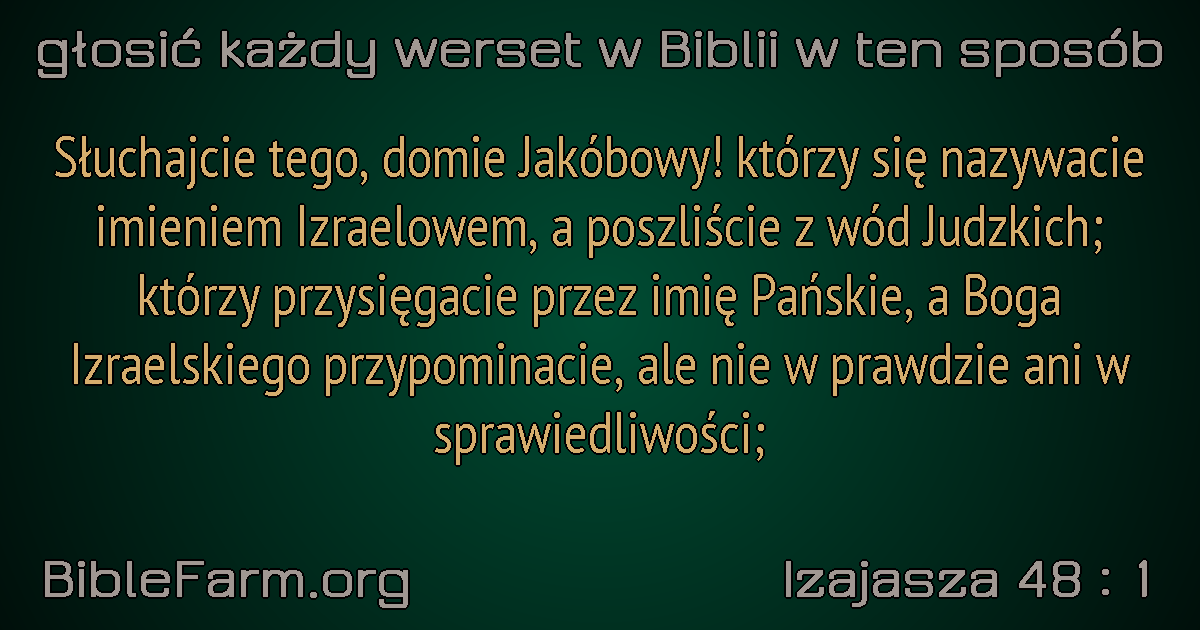 głosić każdy werset w Biblii w ten sposób
Słuchajcie tego, domie Jakóbowy! którzy się nazywacie
imieniem Izraelowem, a poszliście z wód Judzkich;
którzy przysięgacie przez imię Pańskie, a Boga
Izraelskiego przypominacie, ale nie w prawdzie ani w
sprawiedliwości;
BibleFarm.org
Izajasza 48 : 1